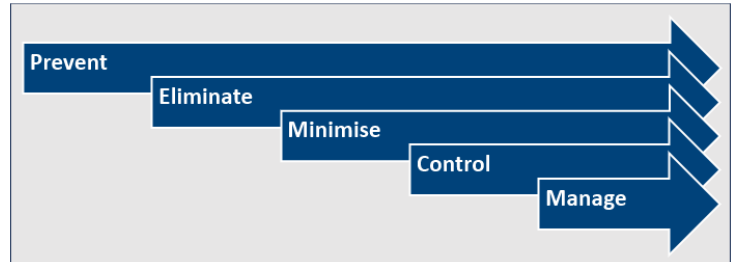 Prevent
Eliminate
Minimise
Control
Manage